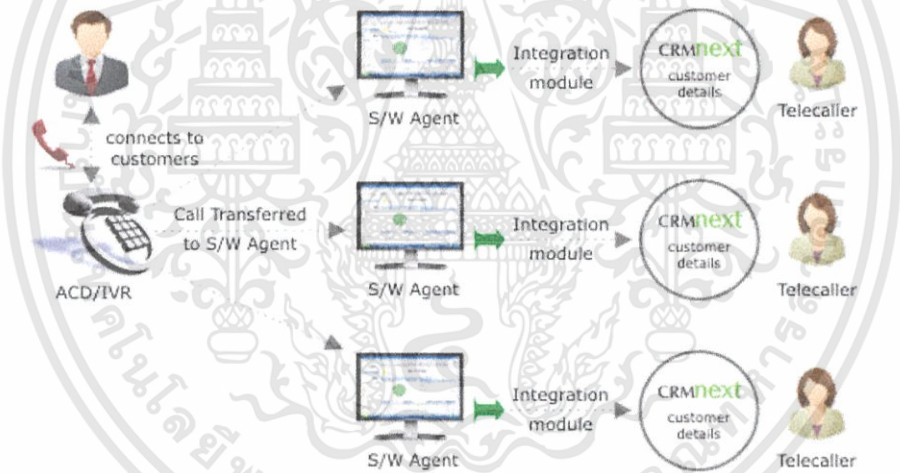 connects to
customers
ACD/IVR
Call Transferred
to S/W Agent
S/W Agent
Integration
module
CRMnext
customer
details
Telecaller
S/W Agent
Integration
module
CRMnext
customer
details
Telecaller
S/W Agent
Integration
module
CRMnext
customer
details
Telecaller